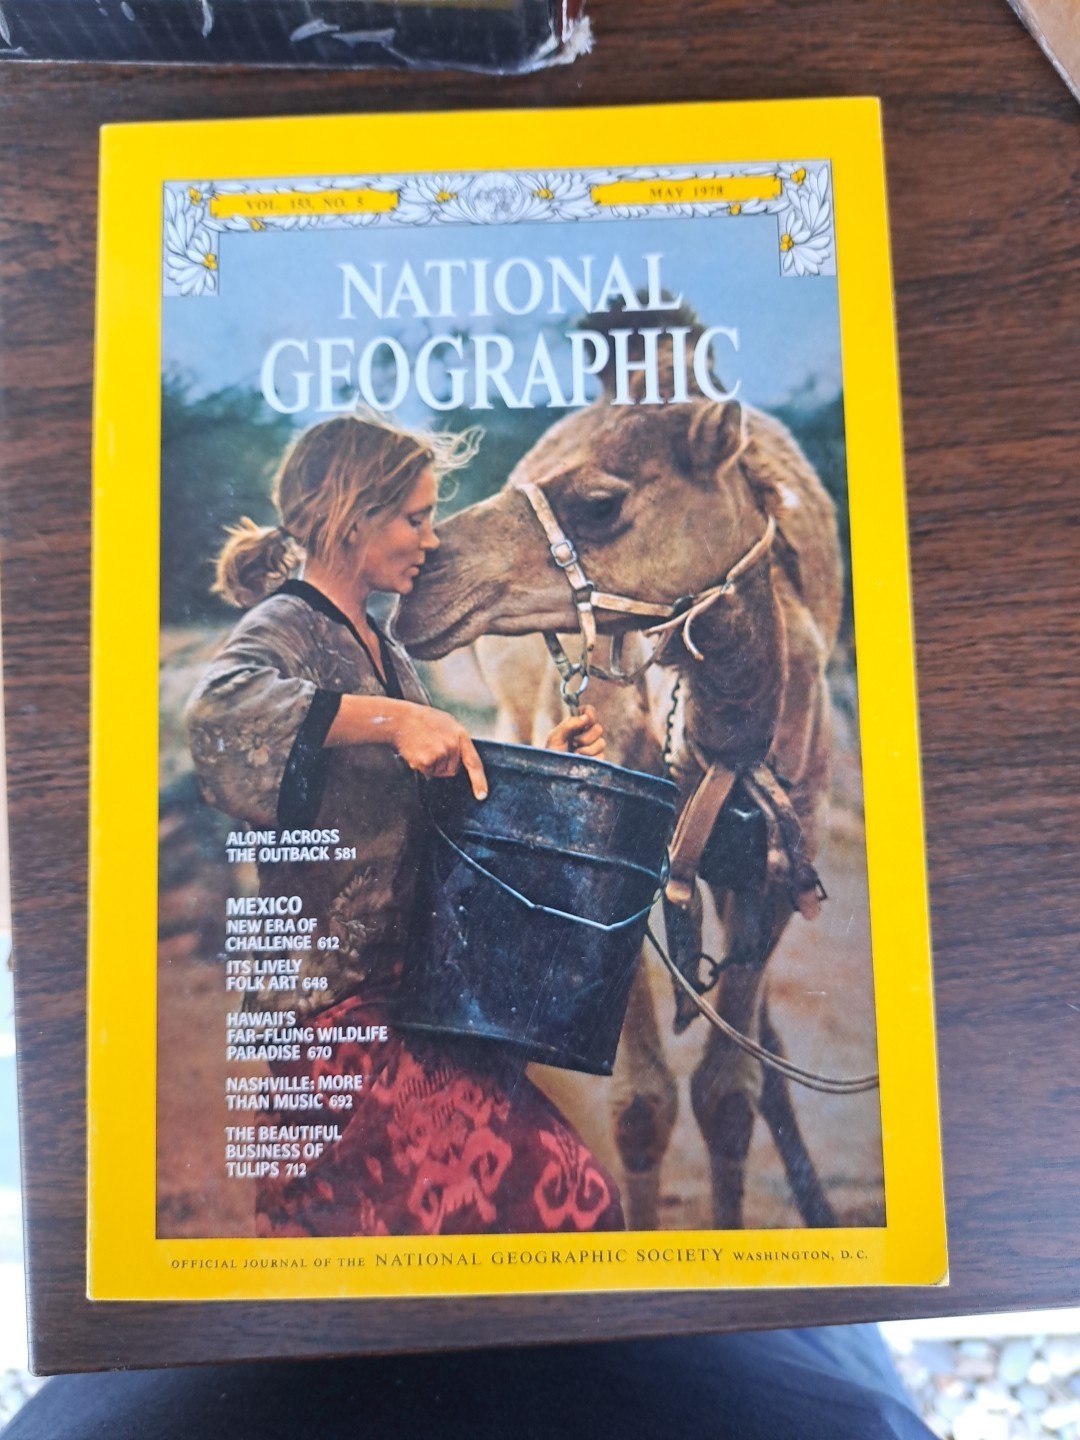 VOL. 153, NO. 5
MAY 1978
NATIONAL
GEOGRAPHIC
ALONE ACROSS
THE OUTBACK 581
MEXICO
NEW ERA OF
CHALLENGE 612
ITS LIVELY
FOLK ART 648
HAWAII'S
FAR-FLUNG WILDLIFE
PARADISE 670
NASHVILLE: MORE
THAN MUSIC 692
THE BEAUTIFUL
BUSINESS OF
TULIPS 712
OFFICIAL JOURNAL OF THE NATIONAL GEOGRAPHIC SOCIETY WASHINGTON, D.C.